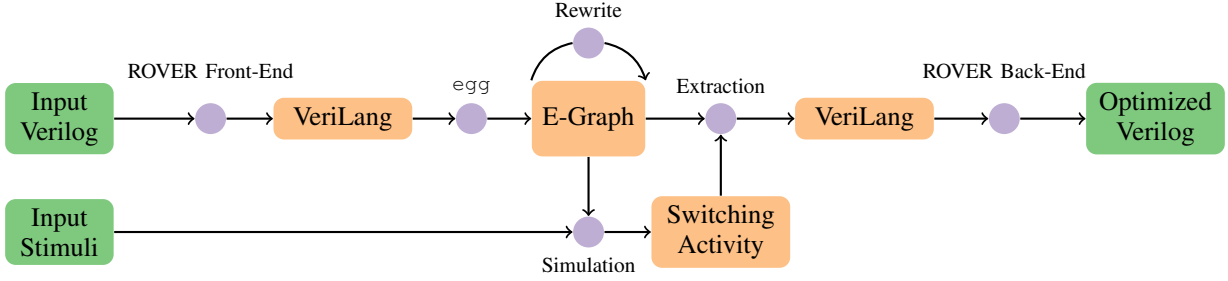 Rewrite
ROVER Front-End
egg
Extraction
ROVER Back-End
Input
Verilog
VeriLang
E-Graph
VeriLang
Optimized
Verilog
Input
Stimuli
Simulation
Switching
Activity